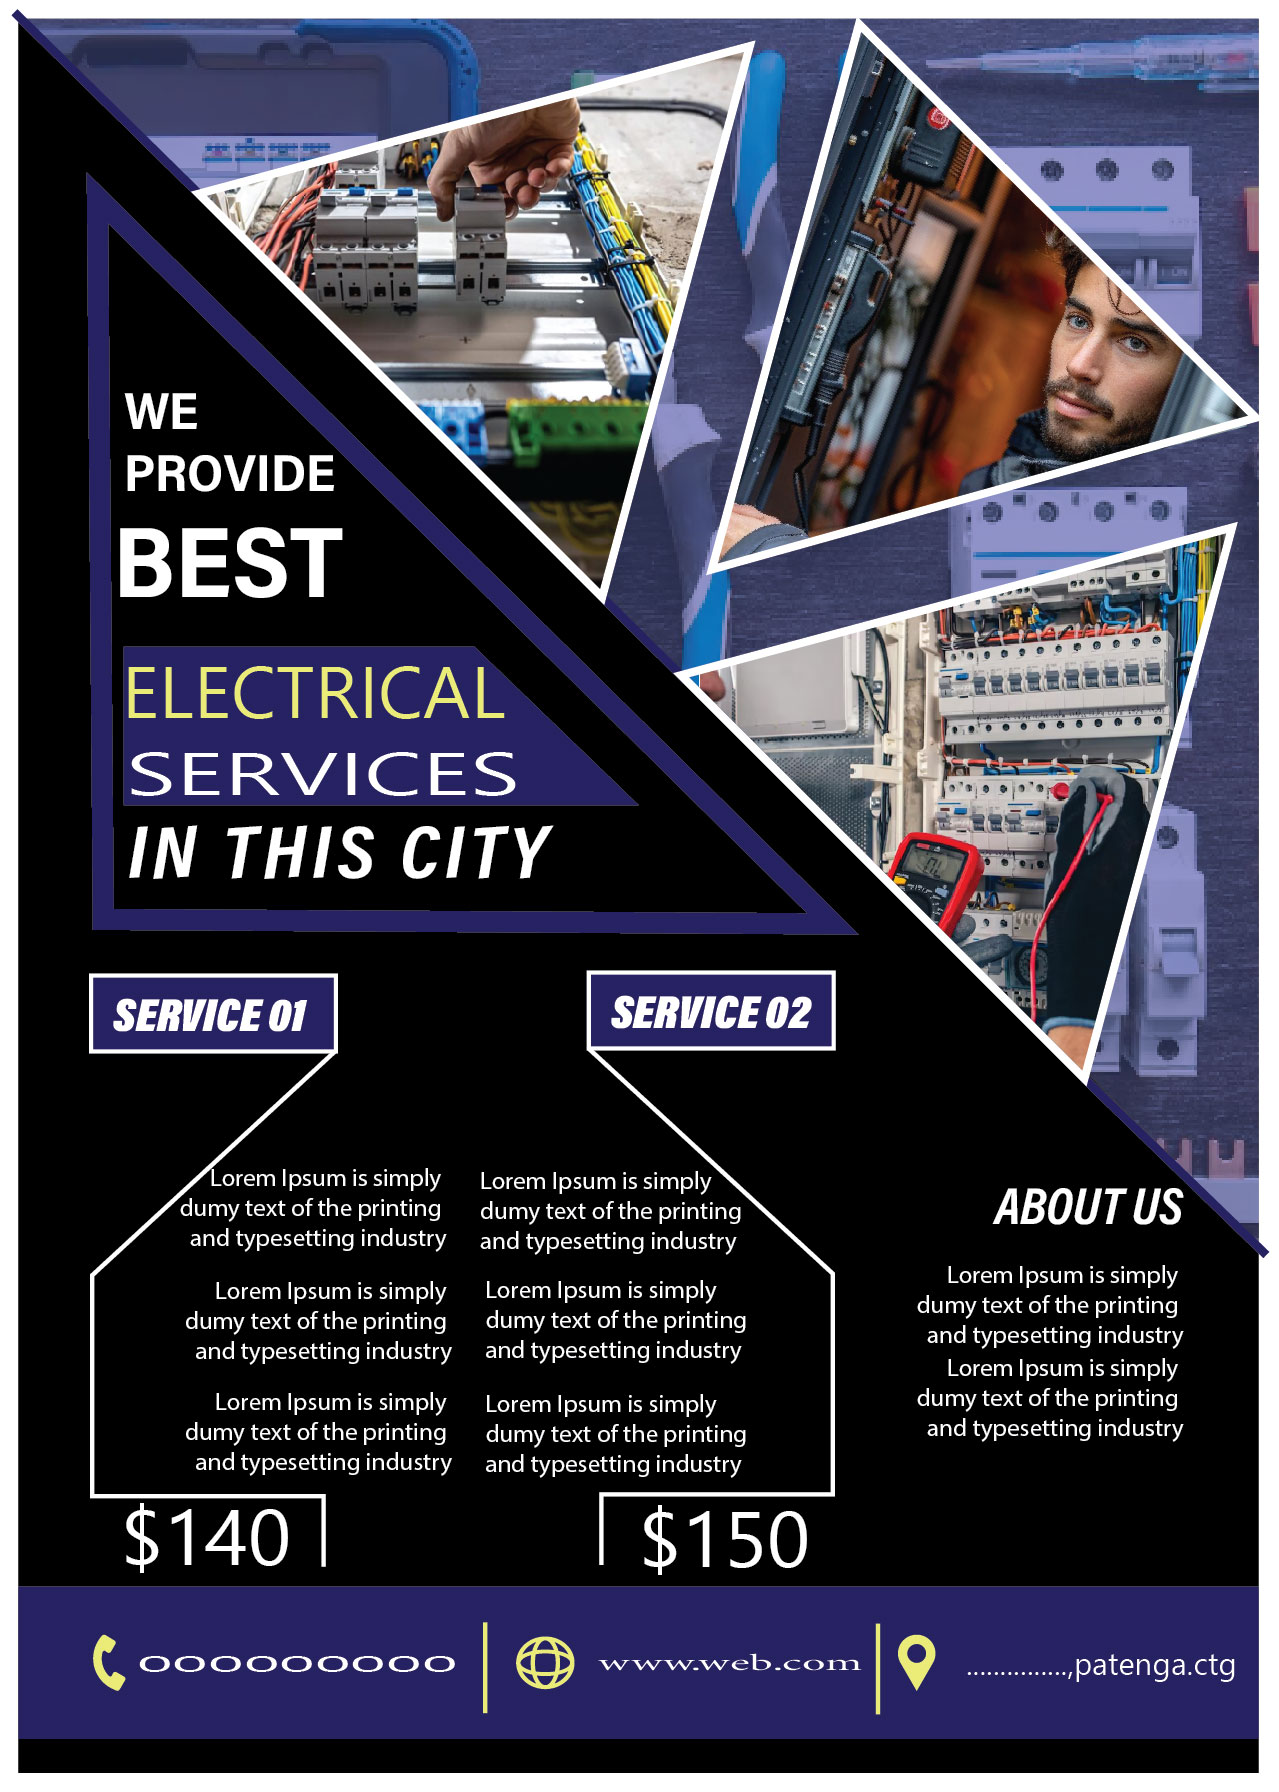 WE
PROVIDE
BEST
ELECTRICAL
SERVICES
IN THIS CITY
SERVICE 01
Lorem Ipsum is simply
dumy text of the printing
and typesetting industry
Lorem Ipsum is simply
dumy text of the printing
and typesetting industry
Lorem Ipsum is simply
dumy text of the printing
and typesetting industry
$140
SERVICE 02
Lorem Ipsum is simply
dumy text of the printing
and typesetting industry
Lorem Ipsum is simply
dumy text of the printing
and typesetting industry
Lorem Ipsum is simply
dumy text of the printing
and typesetting industry
$150
ABOUT US
Lorem Ipsum is simply
dumy text of the printing
and typesetting industry
Lorem Ipsum is simply
dumy text of the printing
and typesetting industry
ooooooooo
www.web.com
...............,patenga.ctg